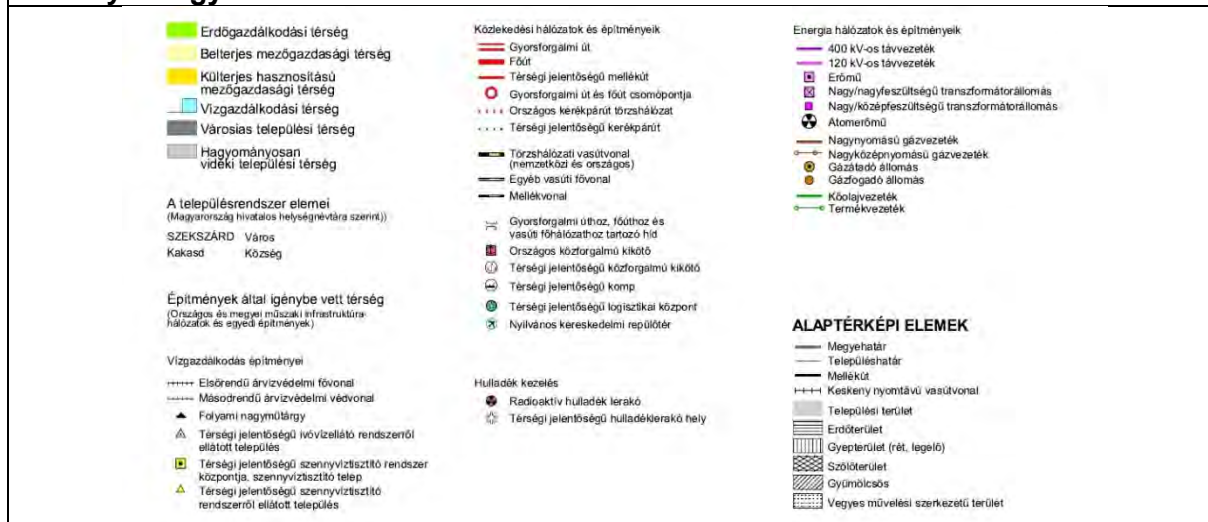 Erdőgazdálkodási térség
Belterjes mezőgazdasági térség
Külterjes hasznosítású
mezőgazdasági térség
Vízgazdálkodási térség
Városias települési térség
Hagyományosan
vidéki települési térség
A településrendszer elemei
(Magyarország hivatalos helységnévtára szerint))
SZEKSZÁRD Város
Kakasd Község
Építmények által igénybe vett térség
(Országos és megyei műszaki infrastruktúra-
hálózatok és egyedi építmények)
Vízgazdálkodás építményei
Elsőrendű árvízvédelmi fővonal
Másodrendű árvízvédelmi védvonal
Folyami nagyműtárgy
Térségi jelentőségű ivóvízellátó rendszerről
ellátott település
Térségi jelentőségű szennyvíztisztító rendszer
központja, szennyvíztisztító telep
Térségi jelentőségű szennyvíztisztító
rendszerről ellátott település
Közlekedési hálózatok és építményeik
Gyorsforgalmi út
Főút
Térségi jelentőségű mellékút
Gyorsforgalmi út és főút csomópontja
Országos kerékpárút törzshálózat
Térségi jelentőségű kerékpárút
Törzshálózati vasútvonal
(nemzetközi és országos)
Egyéb vasúti fővonal
Mellékvonal
Gyorsforgalmi úthoz, főúthoz és
vasúti főhálózathoz tartozó híd
Országos közforgalmú kikötő
Térségi jelentőségű közforgalmú kikötő
Térségi jelentőségű komp
Térségi jelentőségű logisztikai központ
Nyilvános kereskedelmi repülőtér
Hulladék kezelés
Radioaktív hulladék lerakó
Térségi jelentőségű hulladéklerakó hely
Energia hálózatok és építményeik
400 kV-os távvezeték
120 kV-os távvezeték
Erőmű
Nagy/nagyfeszültségű transzformátorállomás
Nagy/középfeszültségű transzformátorállomás
Atomerőmű
Nagynyomású gázvezeték
Nagyközépnyomású gázvezeték
Gázátadó állomás
Gázfogadó állomás
Kőolajvezeték
Termékvezeték
ALAPTÉRKÉPI ELEMEK
Megyehatár
Településhatár
Mellékút
Keskeny nyomtávú vasútvonal
Települési terület
Erdőterület
Gyepterület (rét, legelő)
Szőlőterület
Gyümölcsös
Vegyes művelési szerkezetű terület